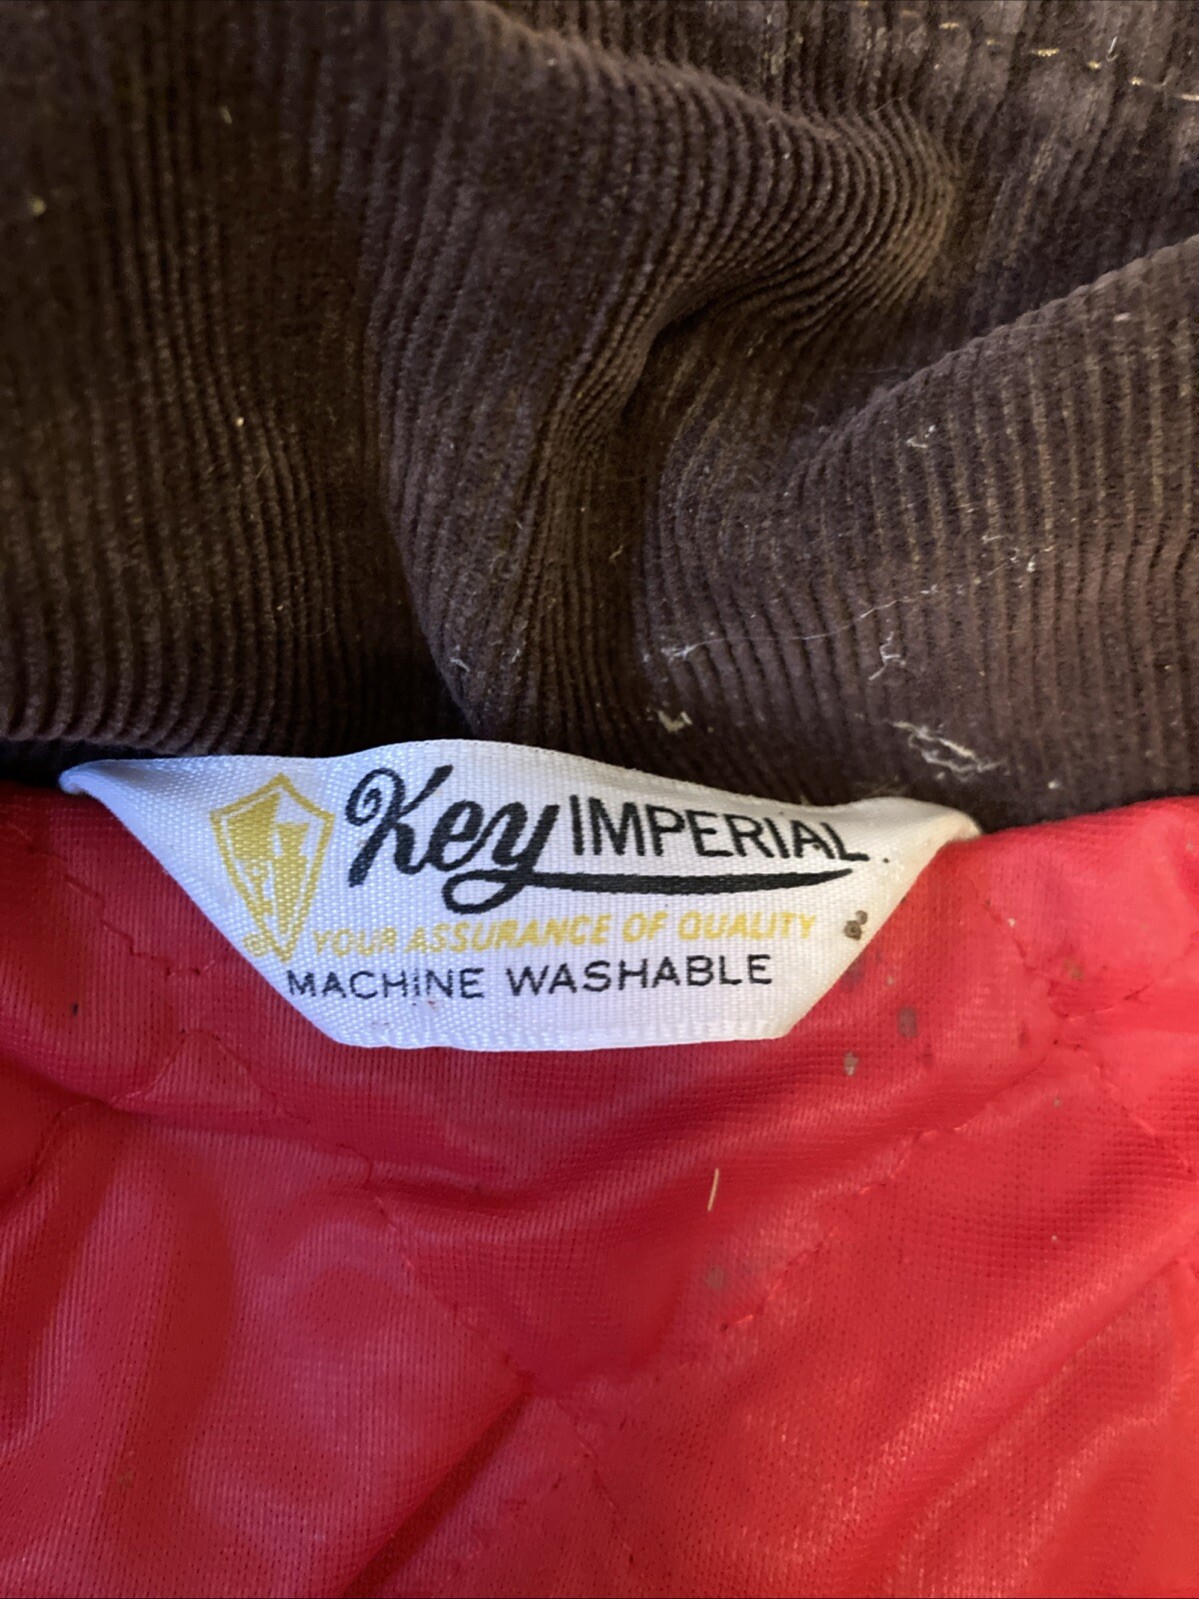 Key IMPERIAL
YOUR ASSURANCE OF QUALITY
MACHINE WASHABLE